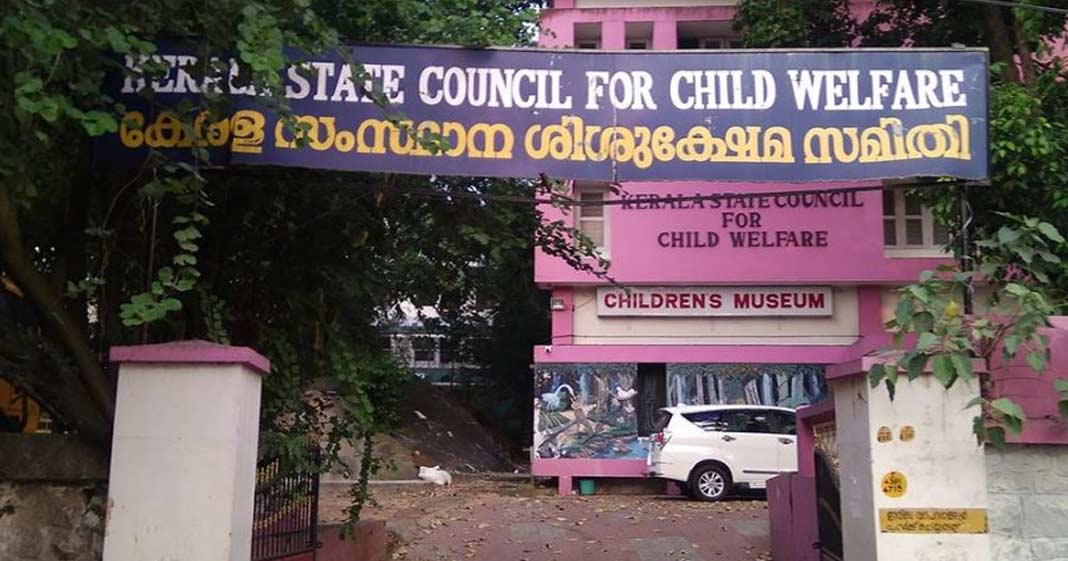 KERALA STATE COUNCIL FOR CHILD WELFARE
കേരള സംസ്ഥാന ശിശുക്ഷേമ സമിതി
KERALA STATE COUNCIL
FOR
CHILD WELFARE
CHILDREN'S MUSEUM